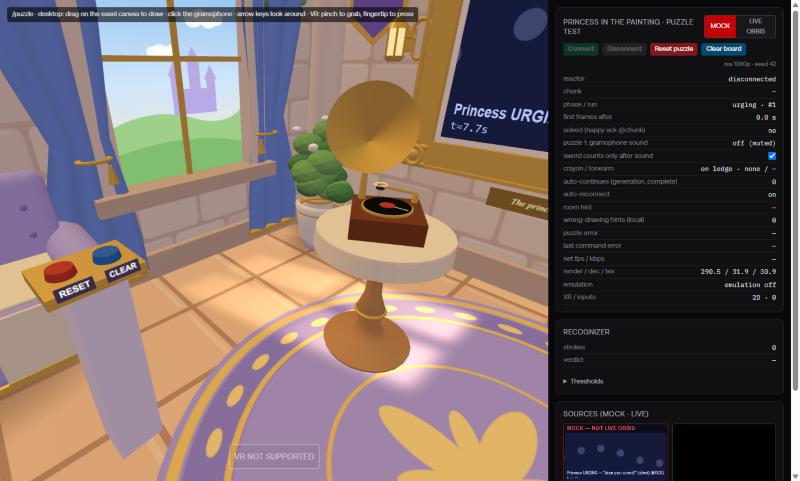 /puzzle · desktop: drag on the easel canvas to draw · click the gramophone · arrow keys look around · VR: pinch to grab, fingertip to press
Princess URGI
t=7.7s
The princ
RESET
CLEAR
VR NOT SUPPORTED
PRINCESS IN THE PAINTING · PUZZLE TEST
MOCK
LIVE ORBIS
Connect
Disconnect
Reset puzzle
Clear board
res 1080p · seed 42
reactor disconnected
chunk —
phase / run urging · #1
first frames after 0.0 s
solved (happy ack @chunk) no
puzzle 1: gramophone sound off (muted)
sword counts only after sound
crayon / tonearm on ledge · none / —
auto-continues (generation_complete) 0
auto-reconnect on
room hint —
wrong-drawing hints (local) 0
puzzle error —
last command error —
net fps / kbps —
render / dec / tex 290.5 / 31.9 / 30.9
emulation emulation off
XR / inputs 2D · 0
RECOGNIZER
strokes 0
verdict —
▶ Thresholds
SOURCES (MOCK · LIVE)
MOCK — NOT LIVE ORBIS